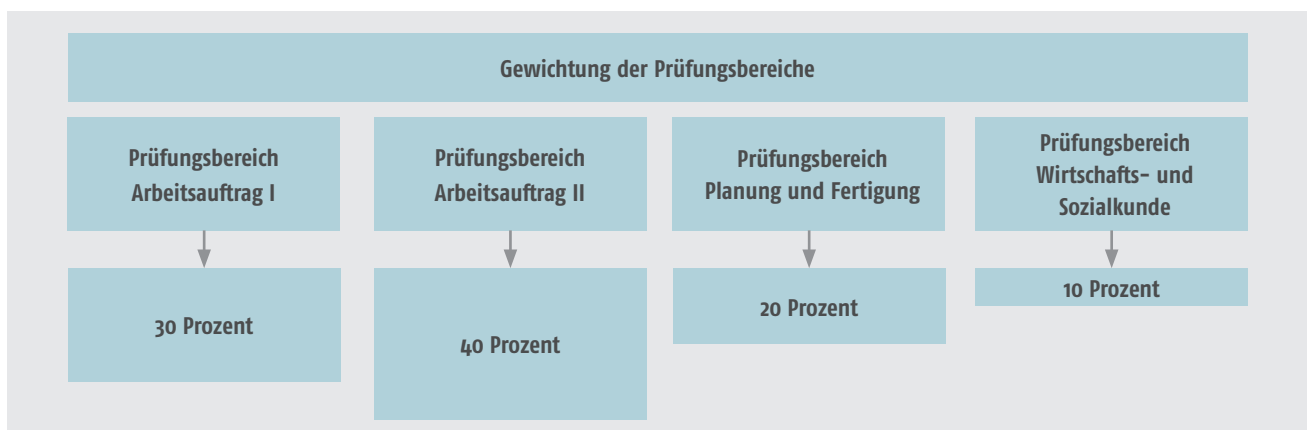 Gewichtung der Prüfungsbereiche
Prüfungsbereich
Arbeitsauftrag I
Prüfungsbereich
Arbeitsauftrag II
Prüfungsbereich
Planung und Fertigung
Prüfungsbereich
Wirtschafts- und
Sozialkunde
30 Prozent
40 Prozent
20 Prozent
10 Prozent